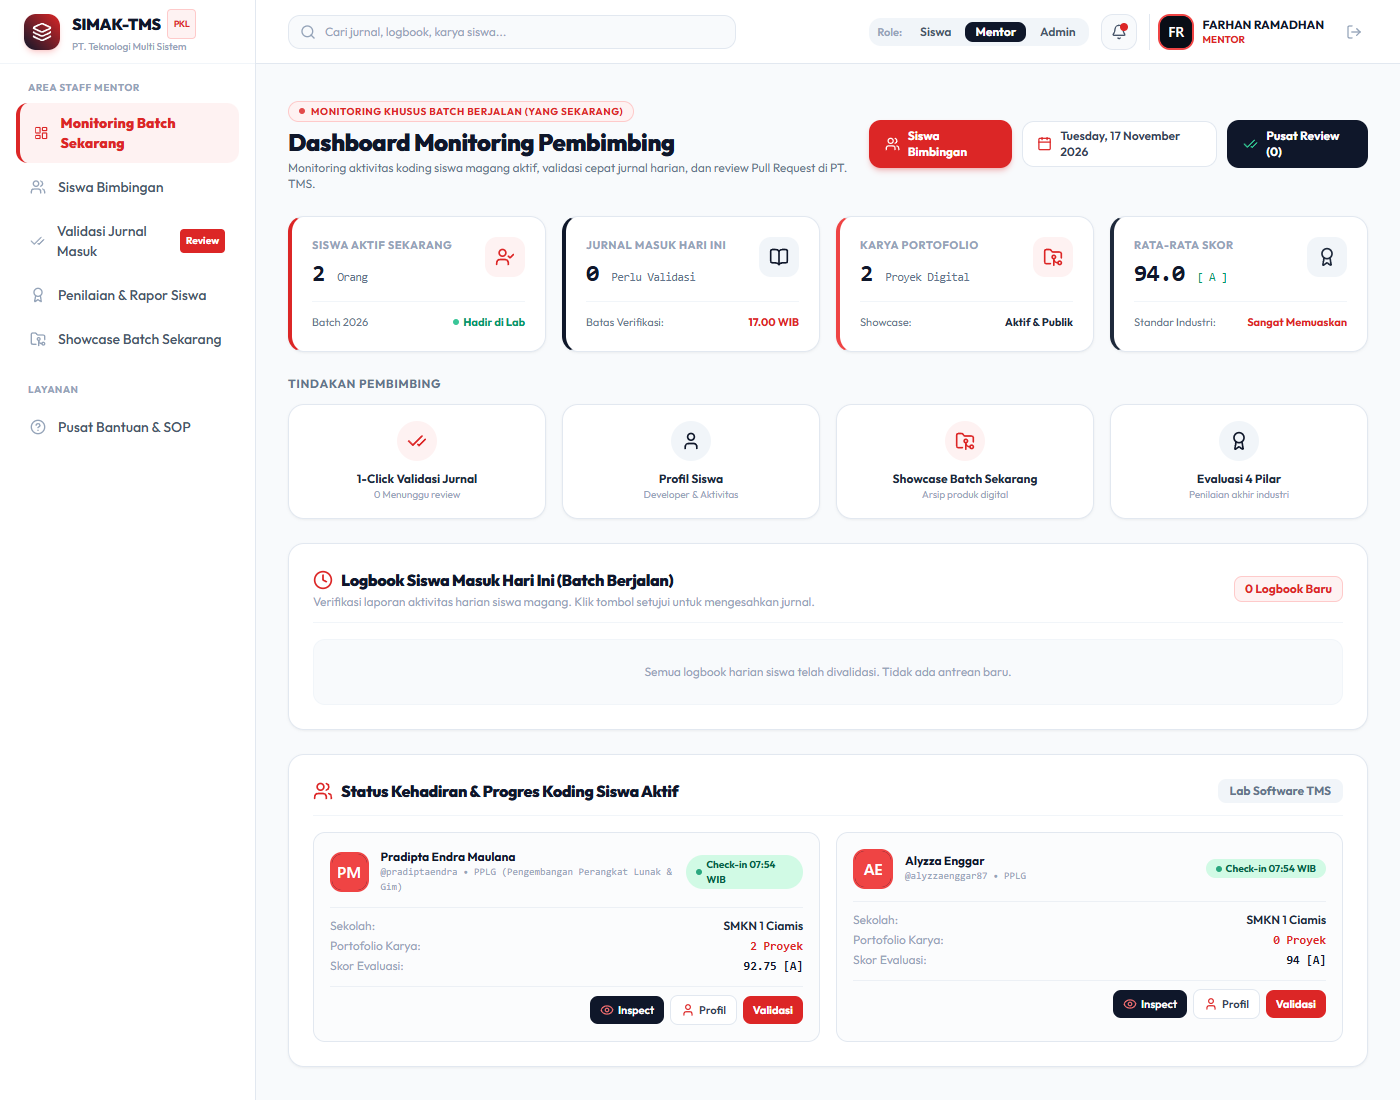 SIMAK-TMS PKL
PT. Teknologi Multi Sistem
Cari jurnal, logbook, karya siswa...
Role: Siswa Mentor Admin
FR
FARHAN RAMADHAN
MENTOR
AREA STAFF MENTOR
Monitoring Batch
Sekarang
Siswa Bimbingan
Validasi Jurnal
Masuk
Review
Penilaian & Rapor Siswa
Showcase Batch Sekarang
LAYANAN
Pusat Bantuan & SOP
MONITORING KHUSUS BATCH BERJALAN (YANG SEKARANG)
Dashboard Monitoring Pembimbing
Monitoring aktivitas koding siswa magang aktif, validasi cepat jurnal harian, dan review Pull Request di PT.
TMS.
Siswa
Bimbingan
Tuesday, 17 November
2026
Pusat Review
(0)
SISWA AKTIF SEKARANG
2 Orang
Batch 2026
Hadir di Lab
JURNAL MASUK HARI INI
0 Perlu Validasi
Batas Verifikasi:
17.00 WIB
KARYA PORTOFOLIO
2 Proyek Digital
Showcase:
Aktif & Publik
RATA-RATA SKOR
94.0 [ A ]
Standar Industri:
Sangat Memuaskan
TINDAKAN PEMBIMBING
1-Click Validasi Jurnal
0 Menunggu review
Profil Siswa
Developer & Aktivitas
Showcase Batch Sekarang
Arsip produk digital
Evaluasi 4 Pilar
Penilaian akhir industri
Logbook Siswa Masuk Hari Ini (Batch Berjalan)
Verifikasi laporan aktivitas harian siswa magang. Klik tombol setujui untuk mengesahkan jurnal.
0 Logbook Baru
Semua logbook harian siswa telah divalidasi. Tidak ada antrean baru.
Status Kehadiran & Progres Koding Siswa Aktif
Lab Software TMS
PM
Pradipta Endra Maulana
@pradiptaendra • PPLG (Pengembangan Perangkat Lunak &
Gim)
Check-in 07:54
WIB
Sekolah: SMKN 1 Ciamis
Portofolio Karya: 2 Proyek
Skor Evaluasi: 92.75 [A]
Inspect Profil Validasi
AE
Alyzza Enggar
@alyzzaenggar87 • PPLG
Check-in 07:54 WIB
Sekolah: SMKN 1 Ciamis
Portofolio Karya: 0 Proyek
Skor Evaluasi: 94 [A]
Inspect Profil Validasi